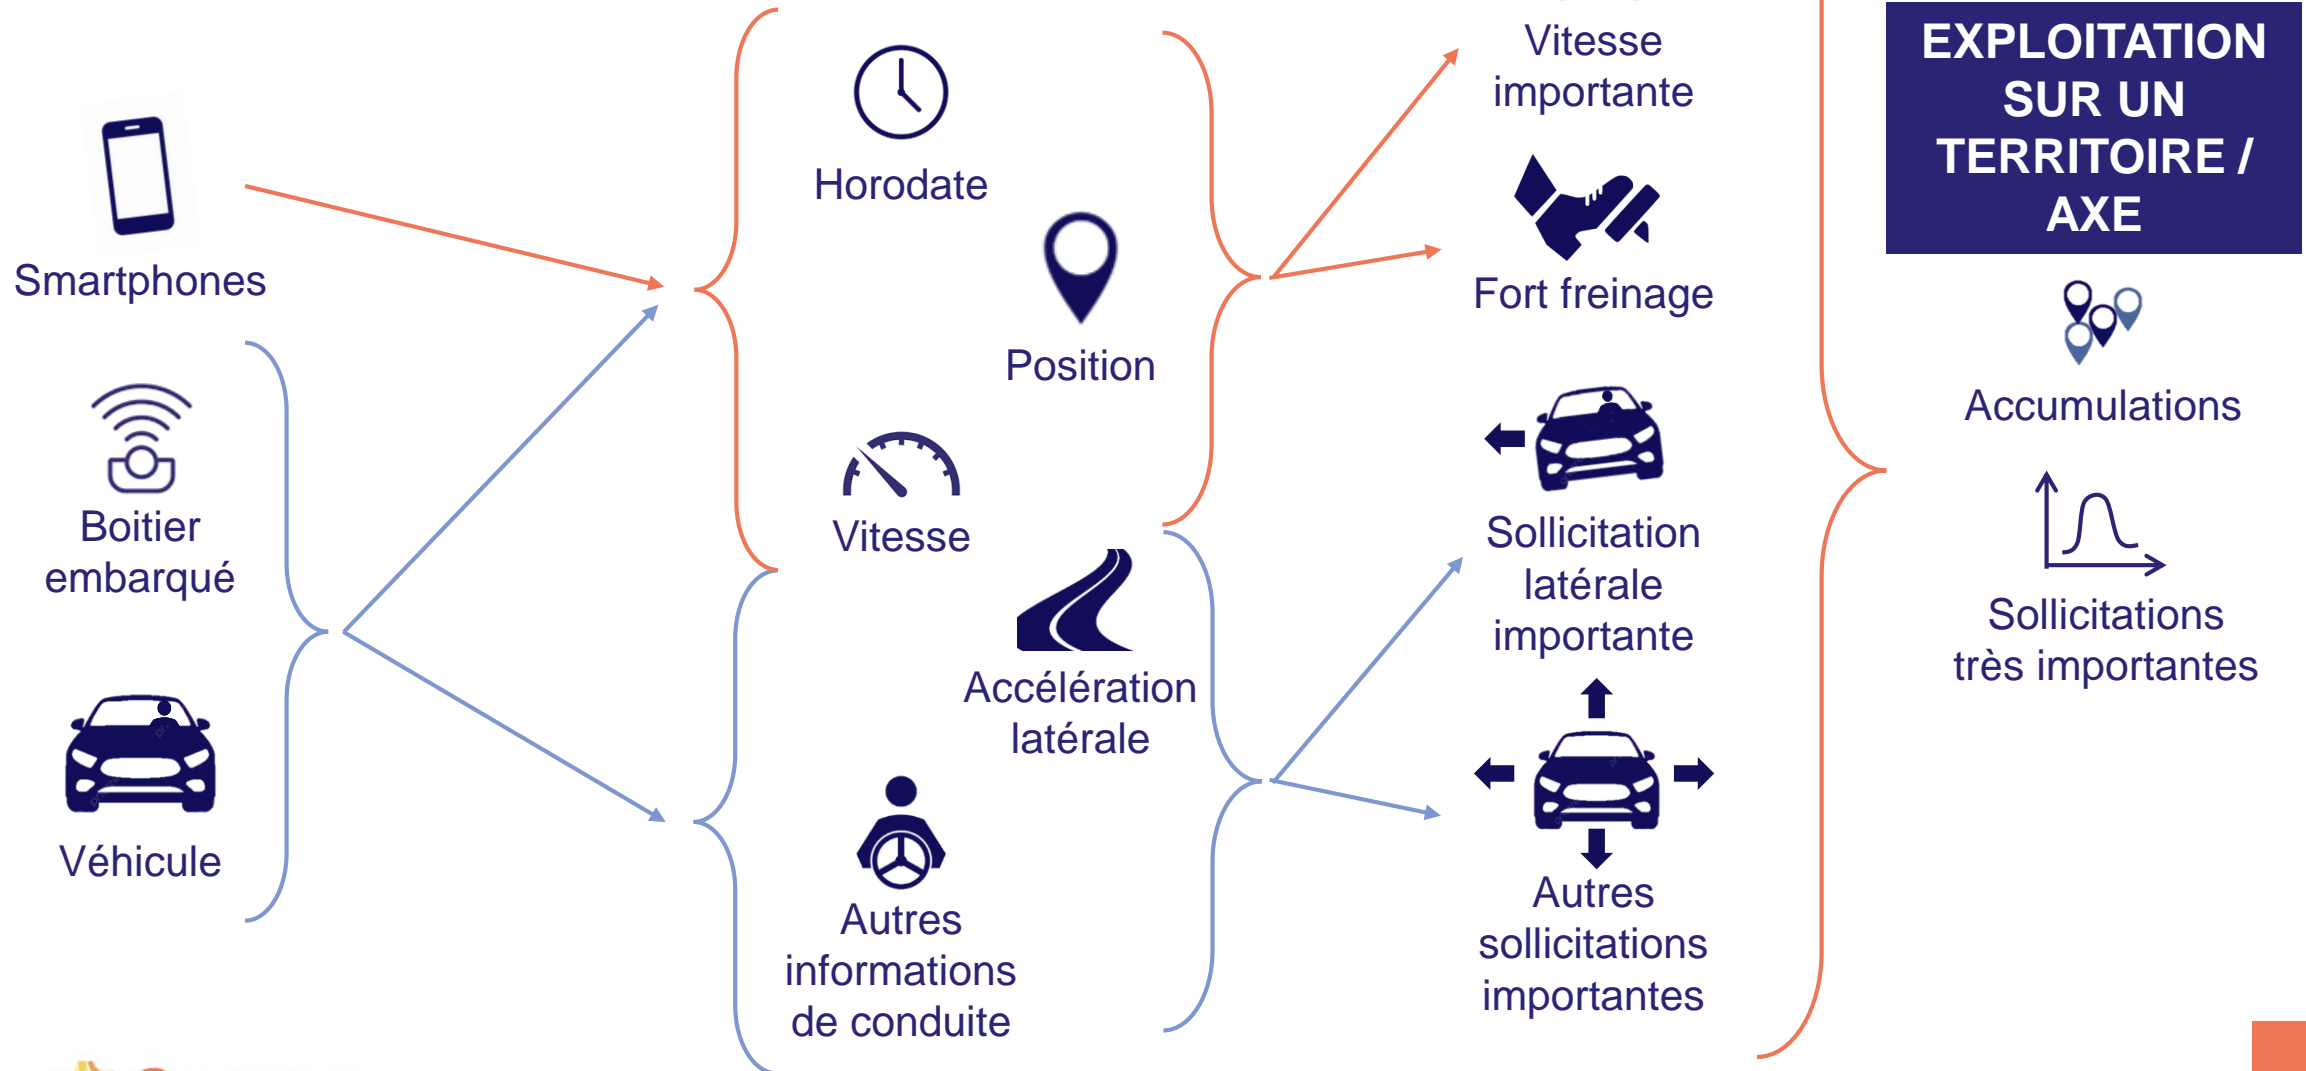 Smartphones
Boitier
embarqué
Véhicule
Horodate
Position
Vitesse
Accélération
latérale
Autres
informations
de conduite
Vitesse
importante
Fort freinage
Sollicitation
latérale
importante
Autres
sollicitations
importantes
EXPLOITATION
SUR UN
TERRITOIRE /
AXE
Accumulations
Sollicitations
très importantes